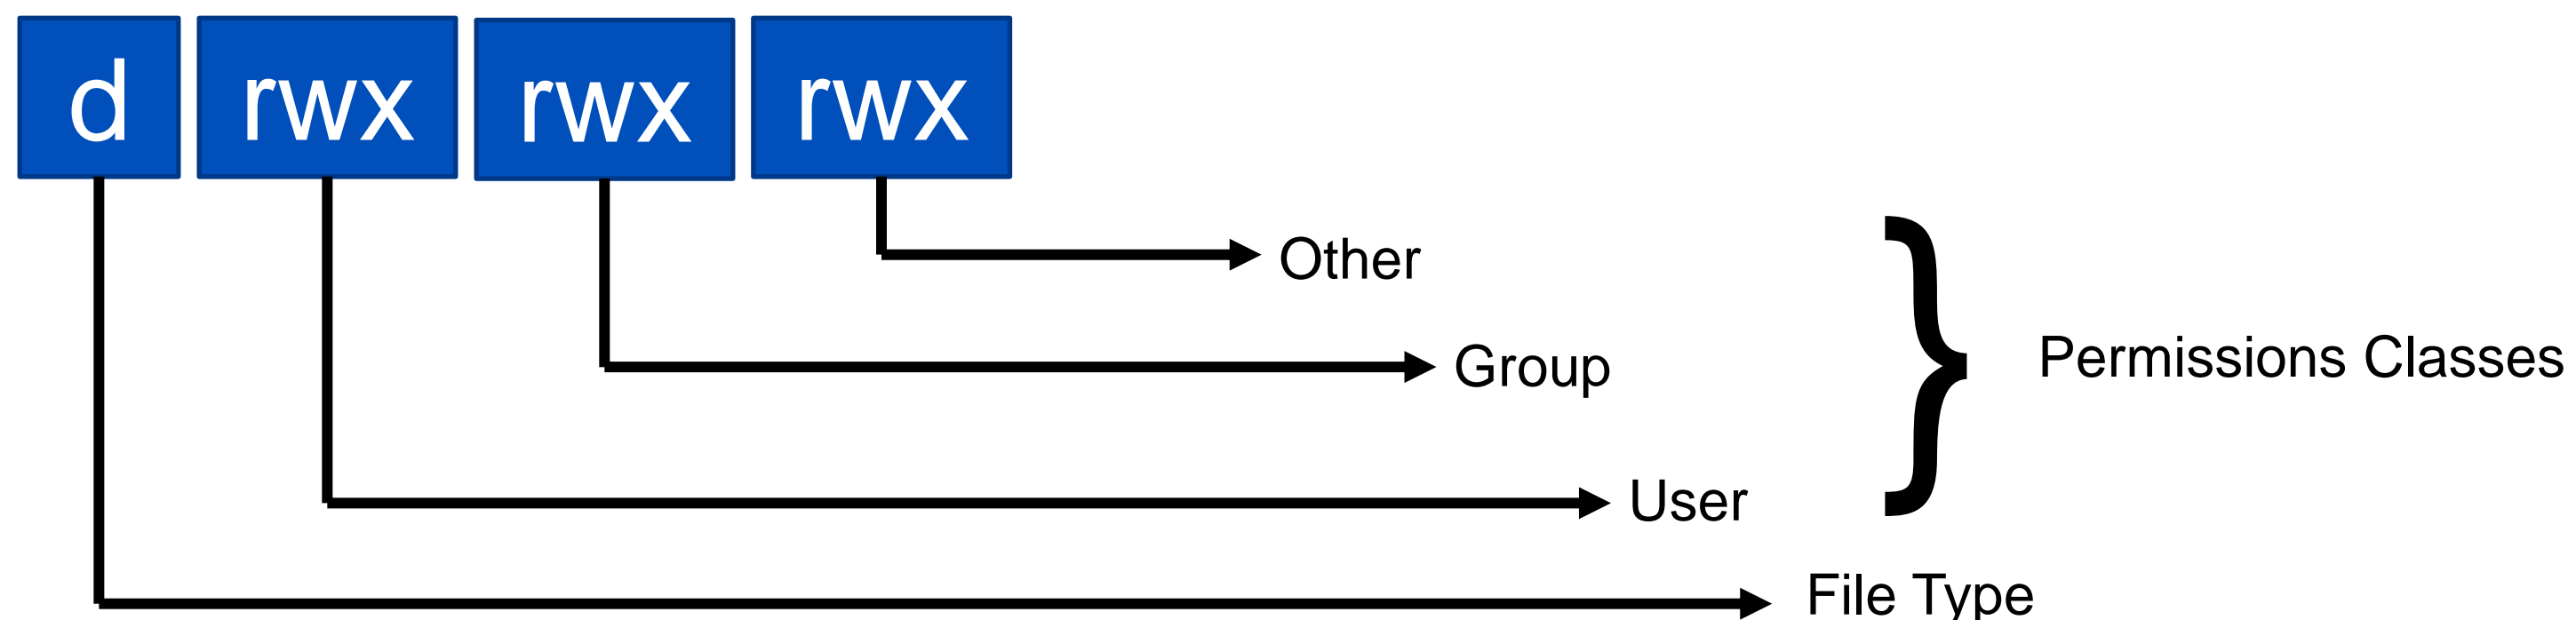 d rwx rwx rwx
Other
Group
Permissions Classes
User
File Type